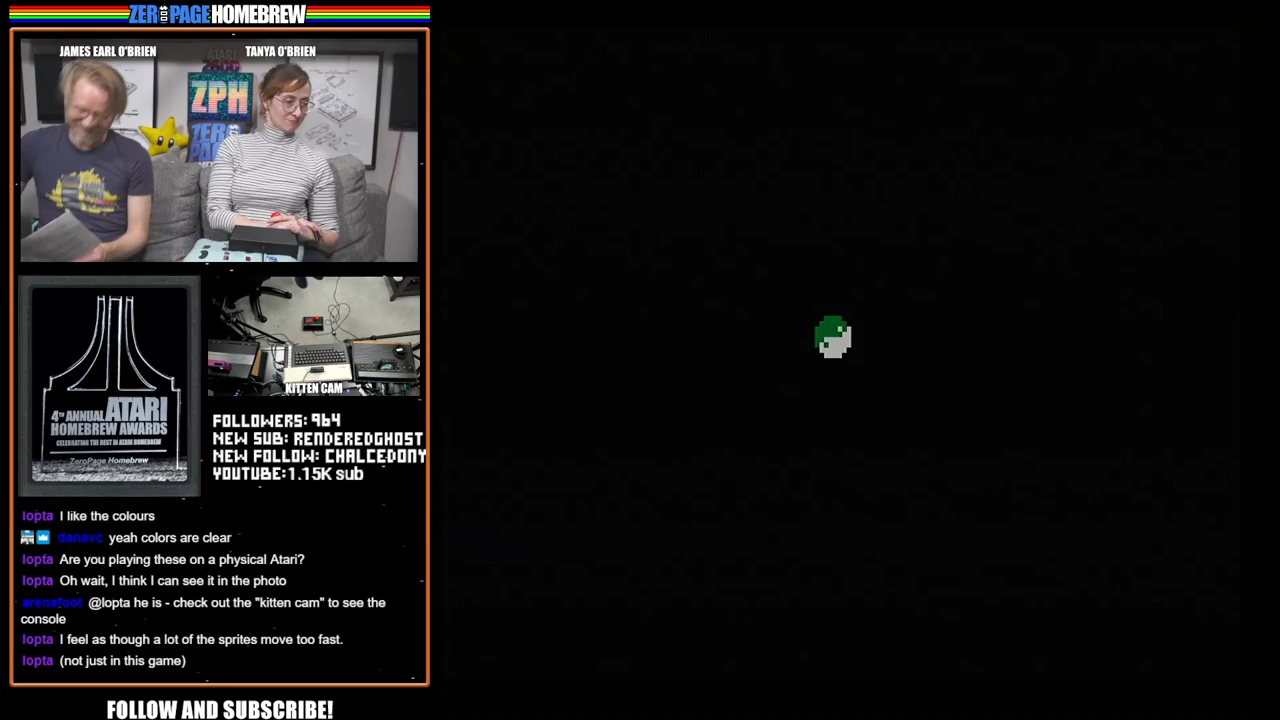 ZEROPAGE HOMEBREW
JAMES EARL O'BRIEN
TANYA O'BRIEN
ATARI
ZPH
ZERO
4TH ANNUAL ATARI
HOMEBREW AWARDS
CELEBRATING THE BEST IN ATARI HOMEBREW
ZeroPage Homebrew
KITTEN CAM
FOLLOWERS: 964
NEW SUB: RENDEREDGHOST
NEW FOLLOW: CHALCEDONY
YOUTUBE:1.15K sub
lopta I like the colours
danavc yeah colors are clear
lopta Are you playing these on a physical Atari?
lopta Oh wait, I think I can see it in the photo
arenafoot @lopta he is - check out the "kitten cam" to see the
console
lopta I feel as though a lot of the sprites move too fast.
lopta (not just in this game)
FOLLOW AND SUBSCRIBE!